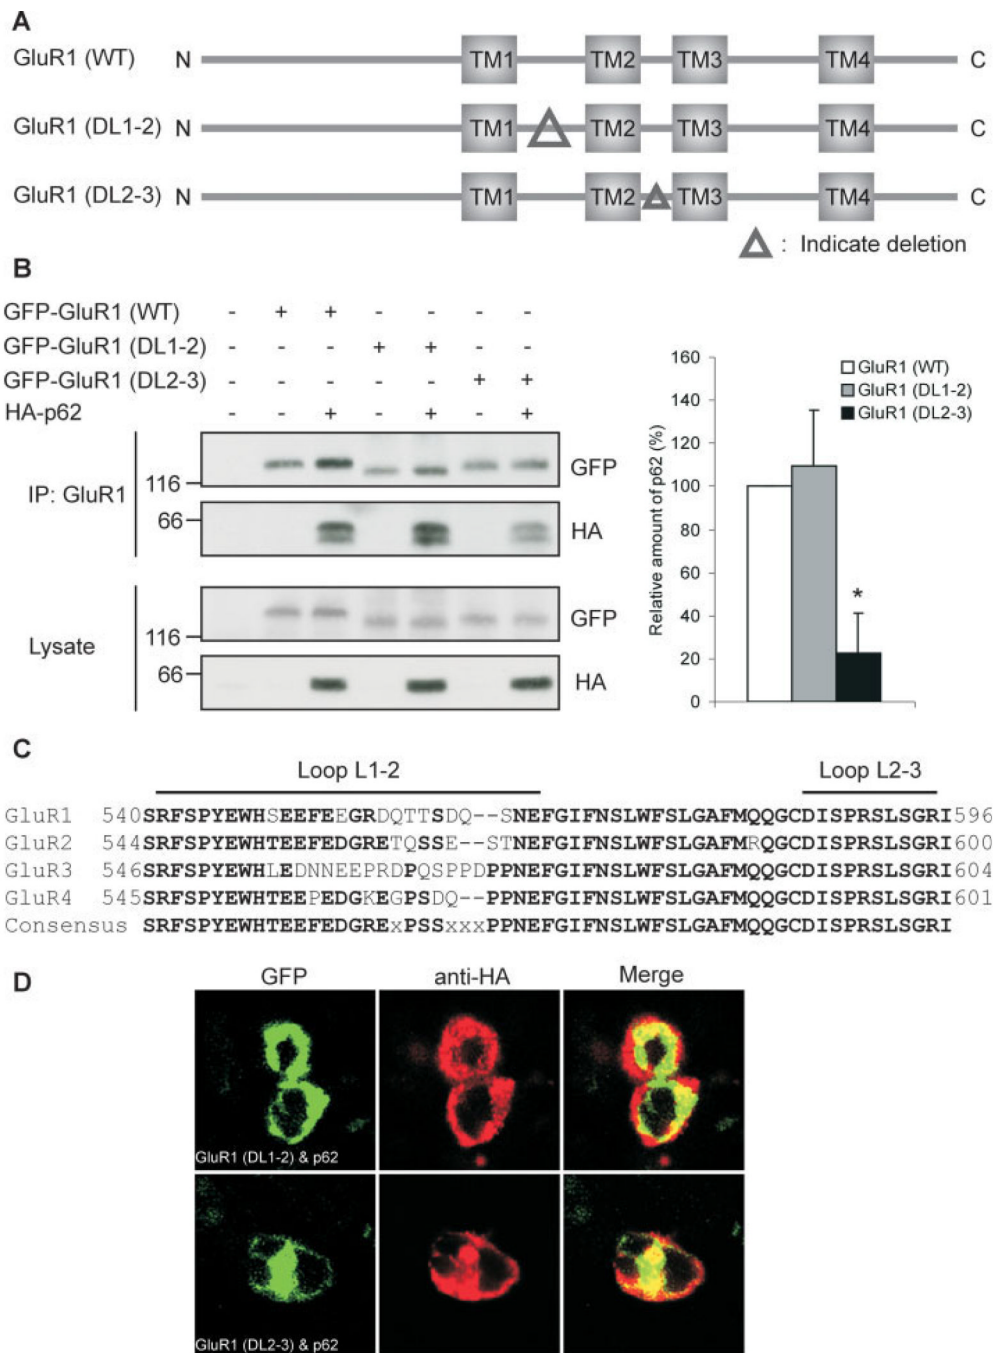 A
GluR1 (WT) N TM1 TM2 TM3 TM4 C
GluR1 (DL1-2) N TM1 TM2 TM3 TM4 C
GluR1 (DL2-3) N TM1 TM2 TM3 TM4 C
: Indicate deletion
B
GFP-GluR1 (WT) - + + - - - -
GFP-GluR1 (DL1-2) - - - + + - -
GFP-GluR1 (DL2-3) - - - - - + +
HA-p62 - - + - + - +
IP: GluR1
116
GFP
66
HA
Lysate
116
GFP
66
HA
Relative amount of p62 (%)
160
140
120
100
80
60
40
20
0
GluR1 (WT)
GluR1 (DL1-2)
GluR1 (DL2-3)
*
C
Loop L1-2 Loop L2-3
GluR1 540SRFSPYEWHSEEFEEGRDQTTSDQ--SNEFGIFNSLWFSLGAFMQQGCDISPRSLSGRI596
GluR2 544SRFSPYEWHTEEFEDGRETQSSE--STNEFGIFNSLWFSLGAFMRQGCDISPRSLSGRI600
GluR3 546SRFSPYEWHLEDNNEEPRDPQSPPDPPNEFGIFNSLWFSLGAFMQQGCDISPRSLSGRI604
GluR4 545SRFSPYEWHTEEPEDGKEGPSDQ--PPNEFGIFNSLWFSLGAFMQQGCDISPRSLSGRI601
Consensus SRFSPYEWHTEEFEDGRExPSSxxxPPNEFGIFNSLWFSLGAFMQQGCDISPRSLSGRI
D
GFP anti-HA Merge
GluR1 (DL1-2) & p62
GluR1 (DL2-3) & p62